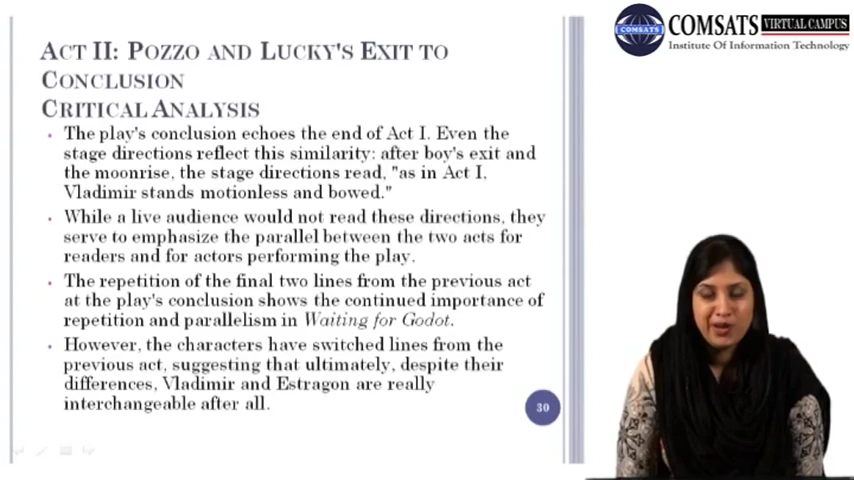 COMSATS VIRTUAL CAMPUS
Institute Of Information Technology
COMSATS
ACT II: POZZO AND LUCKY'S EXIT TO
CONCLUSION
CRITICAL ANALYSIS
• The play's conclusion echoes the end of Act I. Even the
stage directions reflect this similarity: after boy's exit and
the moonrise, the stage directions read, "as in Act I,
Vladimir stands motionless and bowed."
• While a live audience would not read these directions, they
serve to emphasize the parallel between the two acts for
readers and for actors performing the play.
• The repetition of the final two lines from the previous act
at the play's conclusion shows the continued importance of
repetition and parallelism in Waiting for Godot.
• However, the characters have switched lines from the
previous act, suggesting that ultimately, despite their
differences, Vladimir and Estragon are really
interchangeable after all.
30